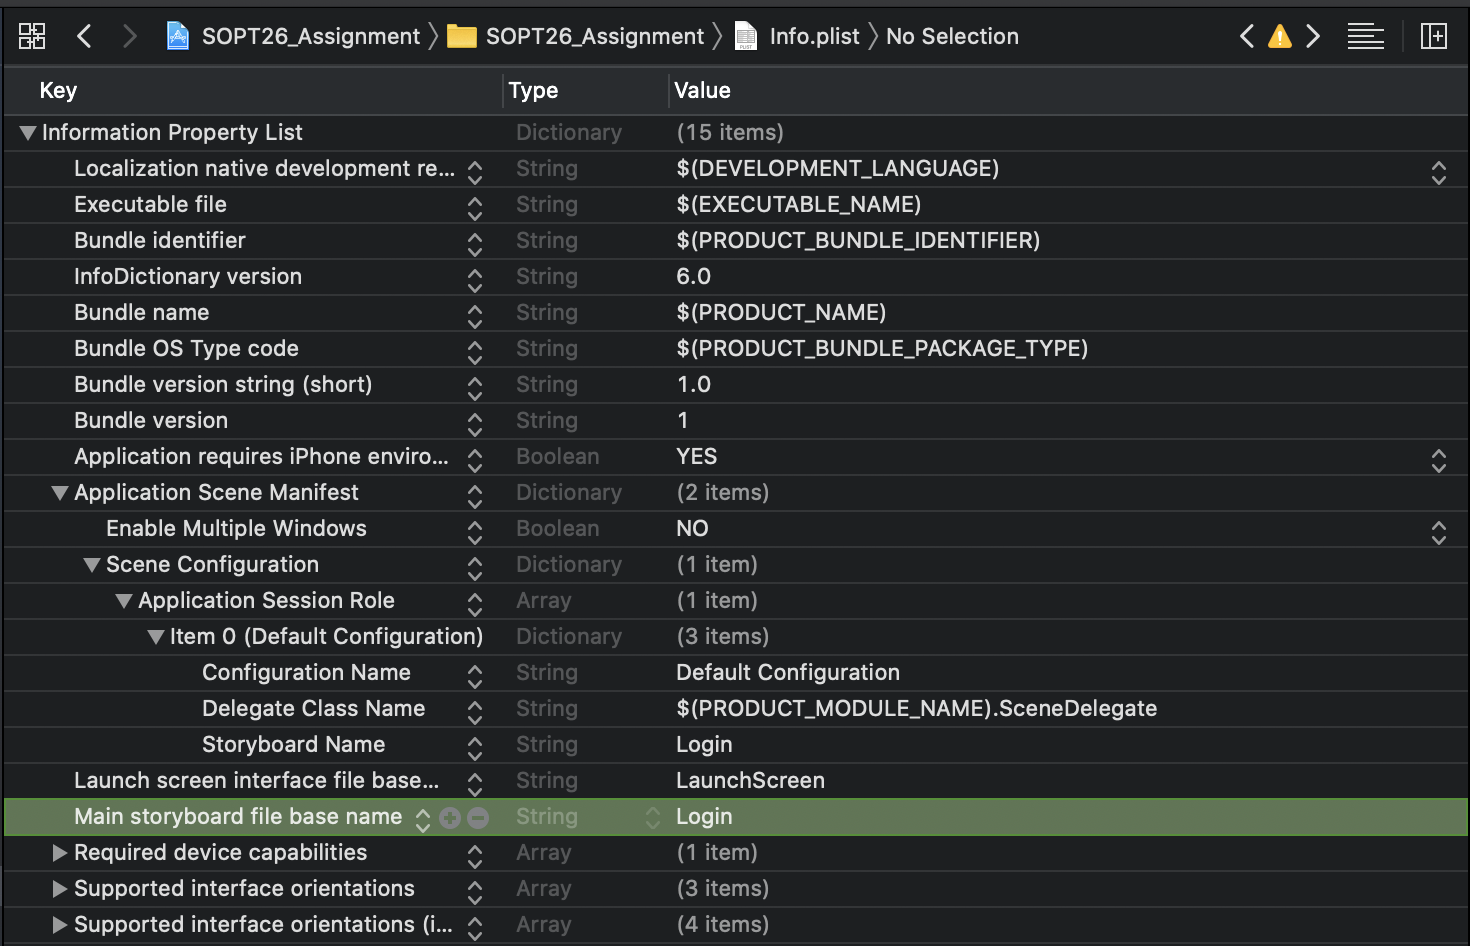 SOPT26_Assignment 〉 SOPT26_Assignment 〉 Info.plist 〉 No Selection
Key Type Value
Information Property List Dictionary (15 items)
Localization native development re... String $(DEVELOPMENT_LANGUAGE)
Executable file String $(EXECUTABLE_NAME)
Bundle identifier String $(PRODUCT_BUNDLE_IDENTIFIER)
InfoDictionary version String 6.0
Bundle name String $(PRODUCT_NAME)
Bundle OS Type code String $(PRODUCT_BUNDLE_PACKAGE_TYPE)
Bundle version string (short) String 1.0
Bundle version String 1
Application requires iPhone enviro... Boolean YES
Application Scene Manifest Dictionary (2 items)
Enable Multiple Windows Boolean NO
Scene Configuration Dictionary (1 item)
Application Session Role Array (1 item)
Item 0 (Default Configuration) Dictionary (3 items)
Configuration Name String Default Configuration
Delegate Class Name String $(PRODUCT_MODULE_NAME).SceneDelegate
Storyboard Name String Login
Launch screen interface file base... String LaunchScreen
Main storyboard file base name String Login
Required device capabilities Array (1 item)
Supported interface orientations Array (3 items)
Supported interface orientations (i... Array (4 items)